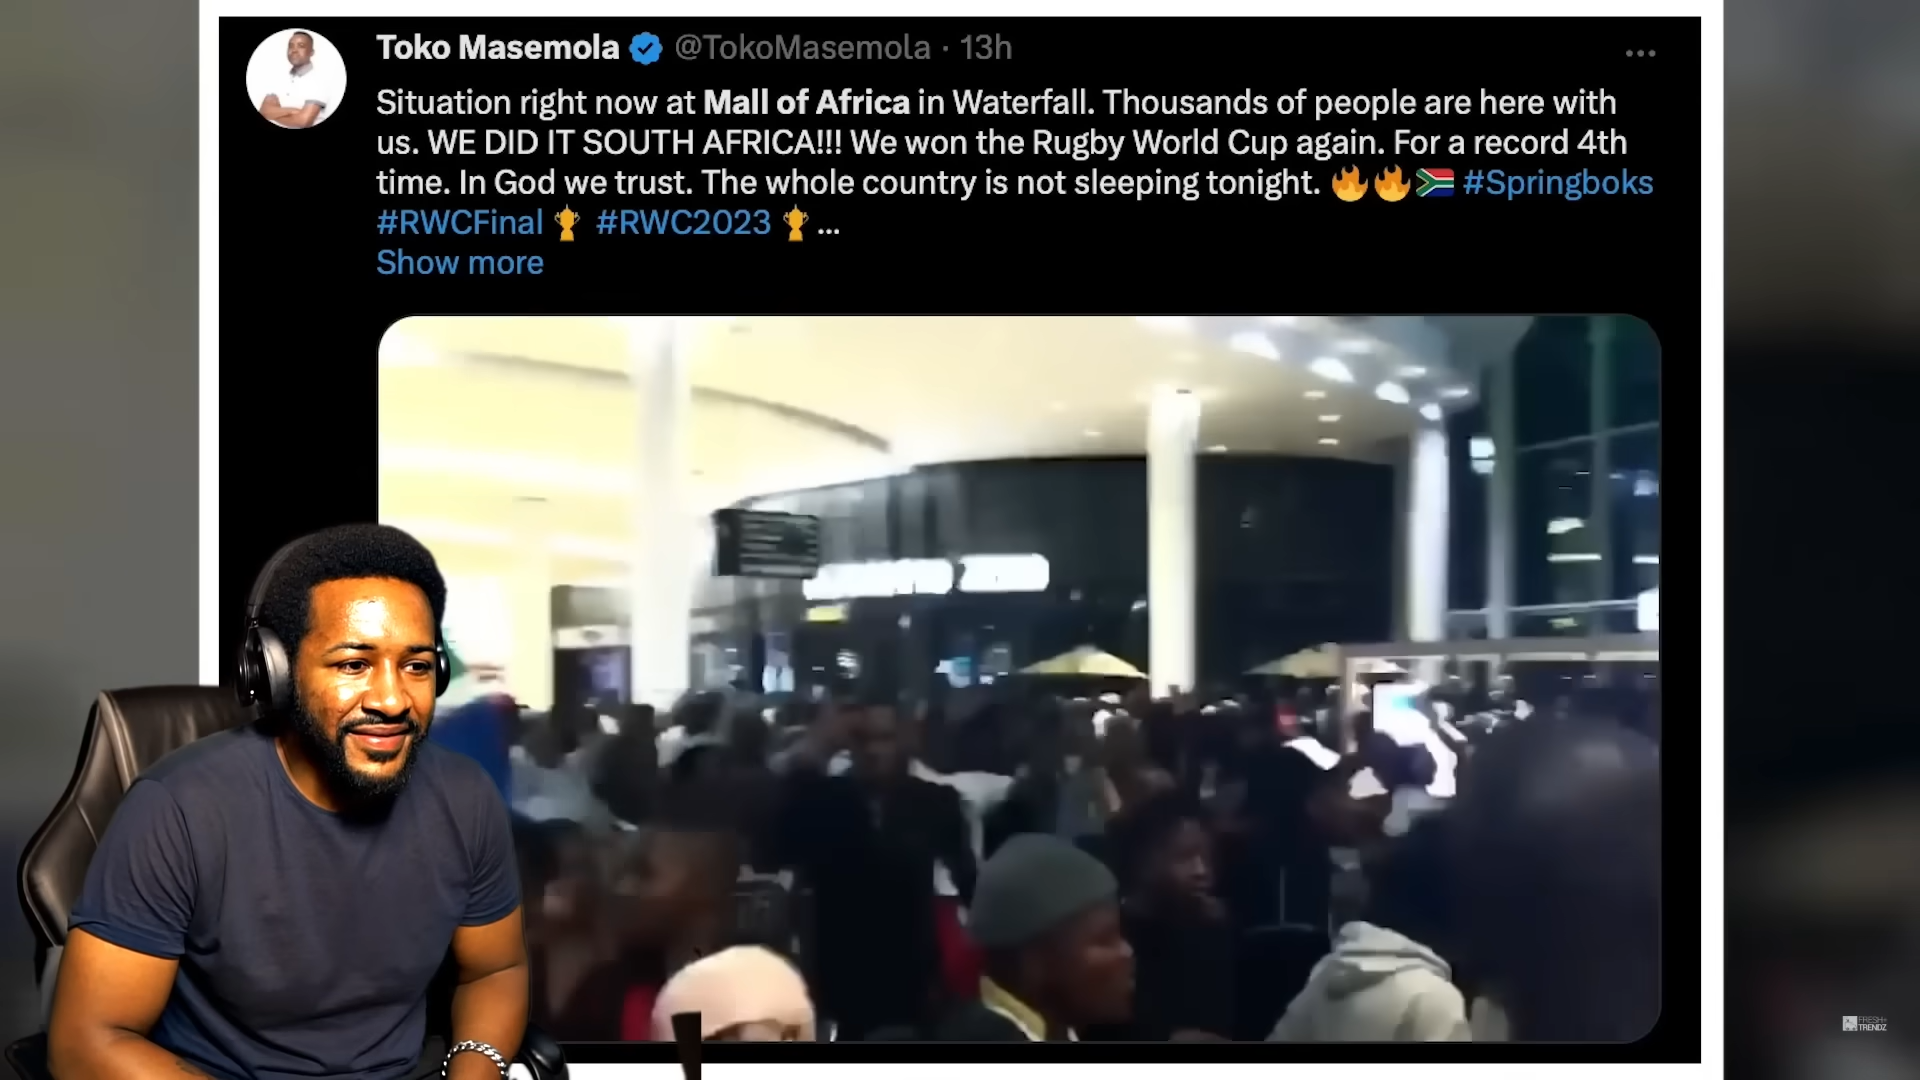 Toko Masemola @TokoMasemola · 13h
Situation right now at Mall of Africa in Waterfall. Thousands of people are here with
us. WE DID IT SOUTH AFRICA!!! We won the Rugby World Cup again. For a record 4th
time. In God we trust. The whole country is not sleeping tonight. 🔥🔥🇿🇦 #Springboks
#RWCFinal 🏆 #RWC2023 🏆...
Show more
FRESH
TRENDZ